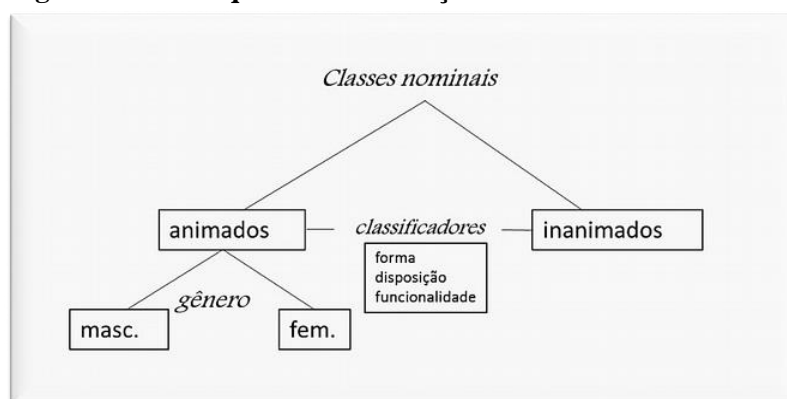 Classes nominais
animados
classificadores
inanimados
forma
disposição
funcionalidade
gênero
masc.
fem.